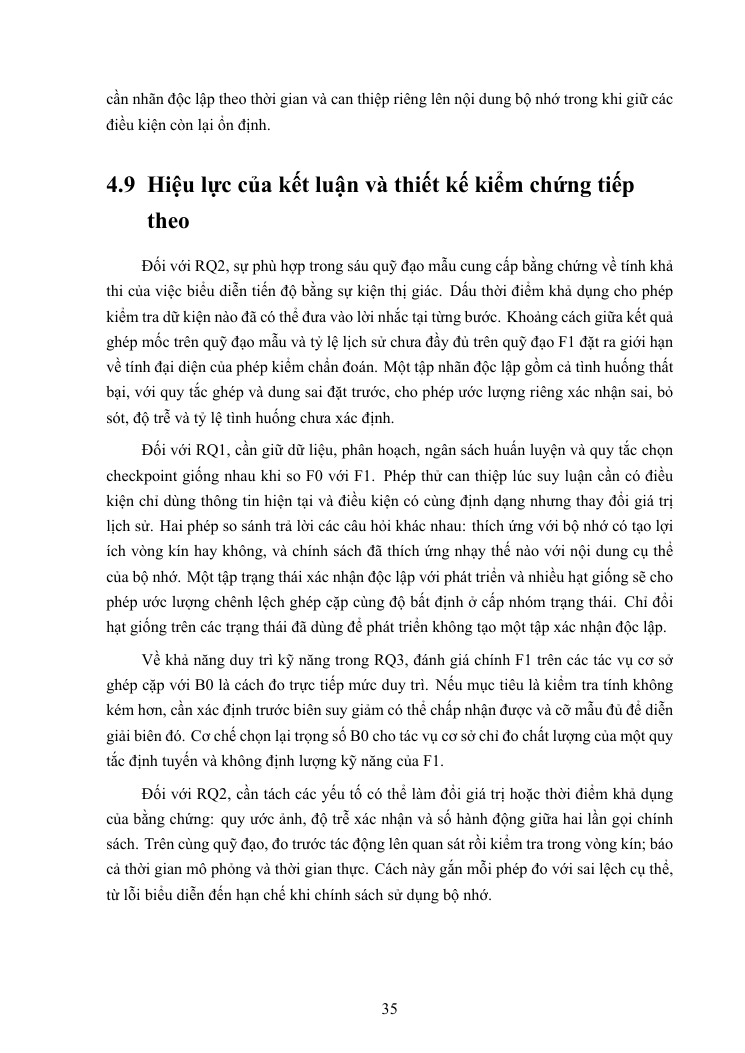 cần nhãn độc lập theo thời gian và can thiệp riêng lên nội dung bộ nhớ trong khi giữ các
điều kiện còn lại ổn định.
4.9 Hiệu lực của kết luận và thiết kế kiểm chứng tiếp
theo
Đối với RQ2, sự phù hợp trong sáu quỹ đạo mẫu cung cấp bằng chứng về tính khả
thi của việc biểu diễn tiến độ bằng sự kiện thị giác. Dấu thời điểm khả dụng cho phép
kiểm tra dữ kiện nào đã có thể đưa vào lời nhắc tại từng bước. Khoảng cách giữa kết quả
ghép mốc trên quỹ đạo mẫu và tỷ lệ lịch sử chưa đầy đủ trên quỹ đạo F1 đặt ra giới hạn
về tính đại diện của phép kiểm chẩn đoán. Một tập nhãn độc lập gồm cả tình huống thất
bại, với quy tắc ghép và dung sai đặt trước, cho phép ước lượng riêng xác nhận sai, bỏ
sót, độ trễ và tỷ lệ tình huống chưa xác định.
Đối với RQ1, cần giữ dữ liệu, phân hoạch, ngân sách huấn luyện và quy tắc chọn
checkpoint giống nhau khi so F0 với F1. Phép thử can thiệp lúc suy luận cần có điều
kiện chỉ dùng thông tin hiện tại và điều kiện có cùng định dạng nhưng thay đổi giá trị
lịch sử. Hai phép so sánh trả lời các câu hỏi khác nhau: thích ứng với bộ nhớ có tạo lợi
ích vòng kín hay không, và chính sách đã thích ứng nhạy thế nào với nội dung cụ thể
của bộ nhớ. Một tập trạng thái xác nhận độc lập với phát triển và nhiều hạt giống sẽ cho
phép ước lượng chênh lệch ghép cặp cùng độ bất định ở cấp nhóm trạng thái. Chỉ đổi
hạt giống trên các trạng thái đã dùng để phát triển không tạo một tập xác nhận độc lập.
Về khả năng duy trì kỹ năng trong RQ3, đánh giá chính F1 trên các tác vụ cơ sở
ghép cặp với B0 là cách đo trực tiếp mức duy trì. Nếu mục tiêu là kiểm tra tính không
kém hơn, cần xác định trước biên suy giảm có thể chấp nhận được và cỡ mẫu đủ để diễn
giải biên đó. Cơ chế chọn lại trọng số B0 cho tác vụ cơ sở chỉ đo chất lượng của một quy
tắc định tuyến và không định lượng kỹ năng của F1.
Đối với RQ2, cần tách các yếu tố có thể làm đổi giá trị hoặc thời điểm khả dụng
của bằng chứng: quy ước ảnh, độ trễ xác nhận và số hành động giữa hai lần gọi chính
sách. Trên cùng quỹ đạo, đo trước tác động lên quan sát rồi kiểm tra trong vòng kín; báo
cả thời gian mô phỏng và thời gian thực. Cách này gắn mỗi phép đo với sai lệch cụ thể,
từ lỗi biểu diễn đến hạn chế khi chính sách sử dụng bộ nhớ.
35